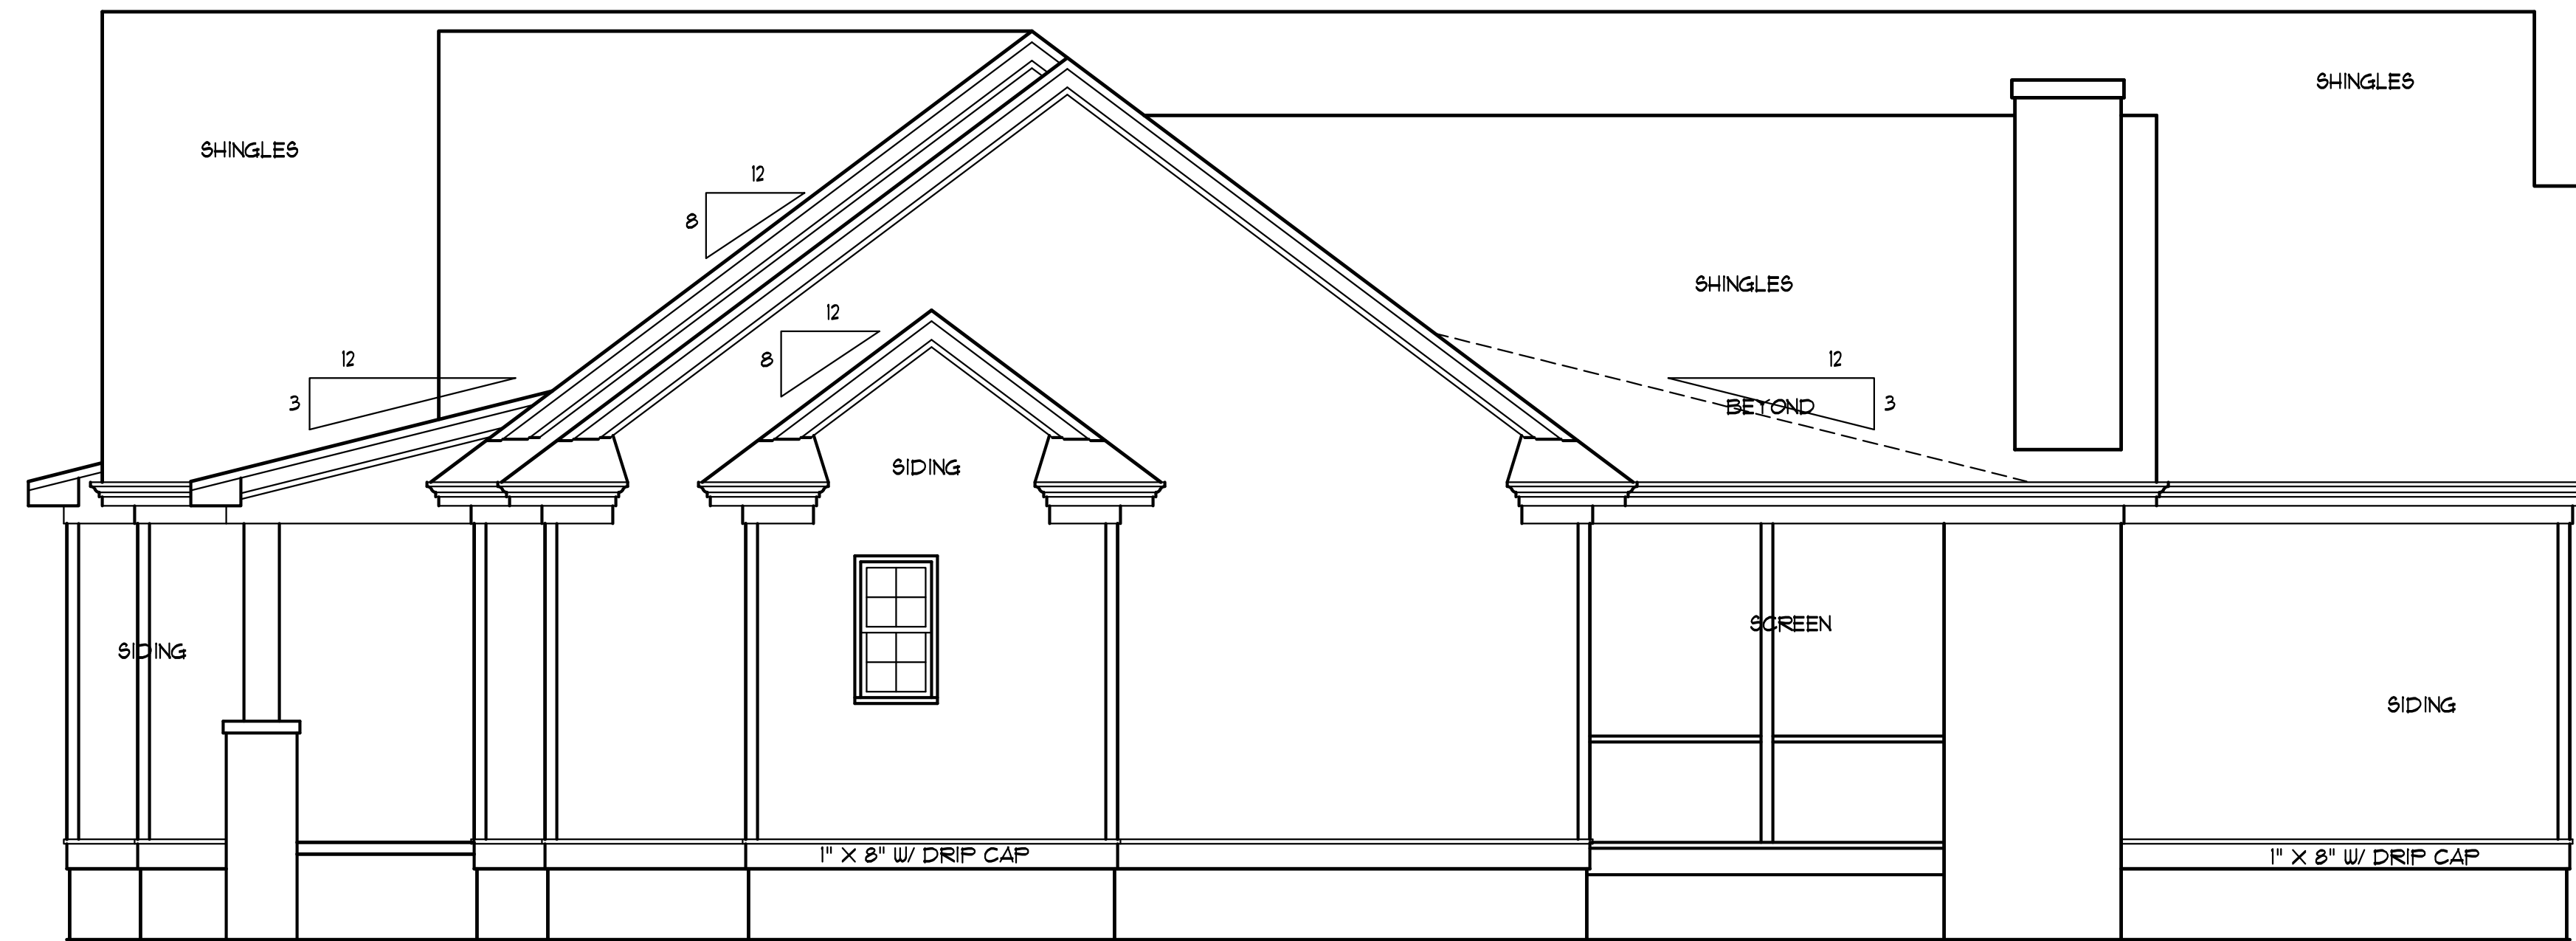 SHINGLES
SHINGLES
12
8
SHINGLES
12
8
12
3
12
3
BEYOND
SIDING
SCREEN
SIDING
SIDING
1" X 8" W/ DRIP CAP
1" X 8" W/ DRIP CAP